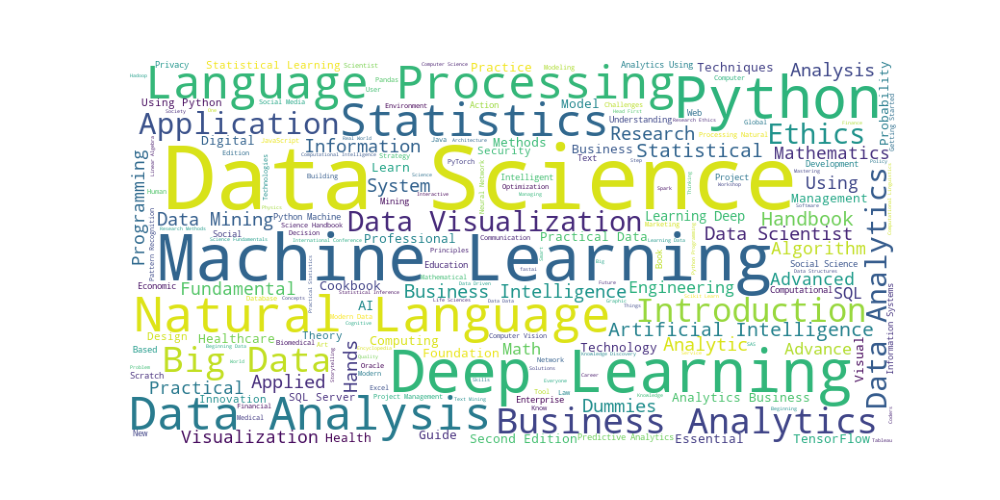 Hadoop
Privacy
Statistical Learning
Scientist
Computer Science
Practice
Modeling
Analytics Using
Techniques
Analysis
Language Processing
Pandas
User
Python
Computer
Probability
Getting Started
Using Python
Society
Social Media
Environment
Action
Model
Challenges
Head First
Web
Application
Statistics
Understanding
Research Ethics
Global
Finance
Digital
JavaScript
Real World
Java
Architecture
Methods
Research
Processing Natural
Ethics
Information
Edition
Computational Intelligence
Strategy
Security
Business
Statistical
Mathematics
Linear Algebra
Programming
Data Science
Technologies
Learn
Science
PyTorch
Text
Step
Development
Policy
Human
Building
System
Interactive
Neural Network
Intelligent
Optimization
Managing
Spark
Thinking
Project
Workshop
Using
Mastering
Management
Software
Physics
Mining
Data Mining
Python Machine
Science Handbook
Data Visualization
Learning Deep
Marketing
Handbook
Research Methods
Social
Decision
Professional
Communication
Practical Data
Learning Data
Data Scientist
Pattern Recognition
Science Fundamentals
International Conference
Principles
Smart
Book
Python Programming
Algorithm
Data Structures
Machine Learning
Education
Big
Social Science
Data Analytics
Economic
Fundamental
Practical Statistics
Cookbook
Statistical Inference
Mathematical
Data Driven
Future
Business Intelligence
Engineering
Advanced
Computational
SQL
Information Systems
Database
Concepts
AI
Life Sciences
Data Data
Graphic
Things
Natural Language
Modern Data
Cognitive
Introduction
Artificial Intelligence
Design
Healthcare
Biomedical
Theory
Computing
Computer Vision
Based
Beginning Data
Art
Storytelling
Hands
Quality
Foundation
Math
Technology
Knowledge Discovery
Analytic
SAS
Advance
Visual
Problem
Big Data
World
Oracle
Modern
Network
Solutions
Scratch
Practical
Applied
Excel
Deep Learning
Skills
Everyone
Career
Tool
Law
Knowledge
Innovation
SQL Server
Project Management
Text Mining
Enterprise
Know
Dummies
Analytics Business
Beginning
Financial
Medical
Data Analysis
Business Analytics
Coders
New
Visualization
Health
Guide
Second Edition
Predictive Analytics
Essential
TensorFlow
Tableau